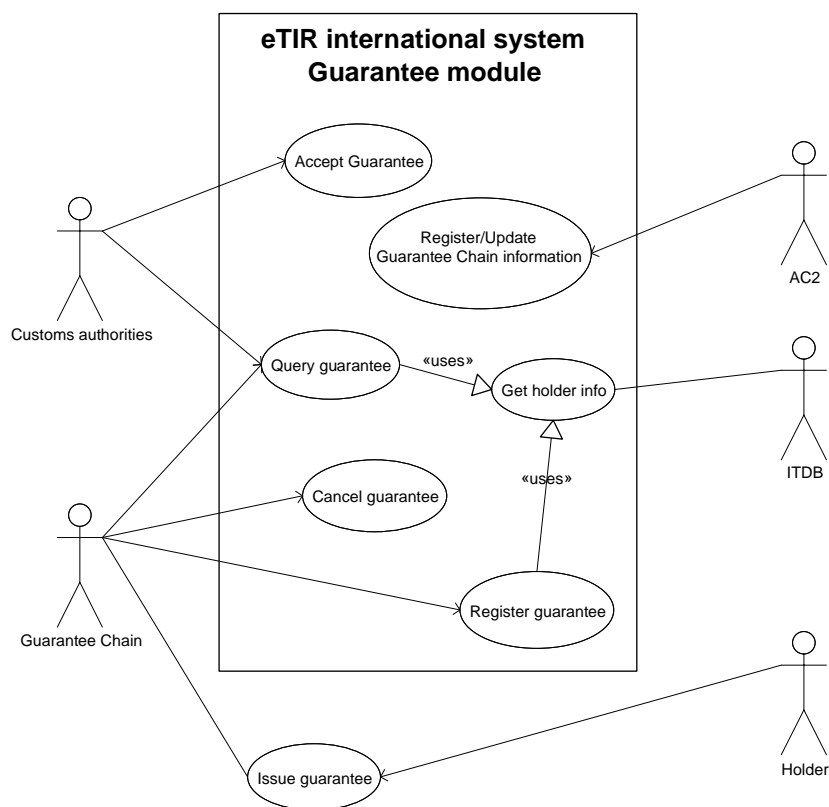 eTIR international system
Guarantee module
Accept Guarantee
Register/Update
Guarantee Chain information
AC2
Customs authorities
Query guarantee
«uses»
Get holder info
ITDB
«uses»
Cancel guarantee
Register guarantee
Guarantee Chain
Issue guarantee
Holder